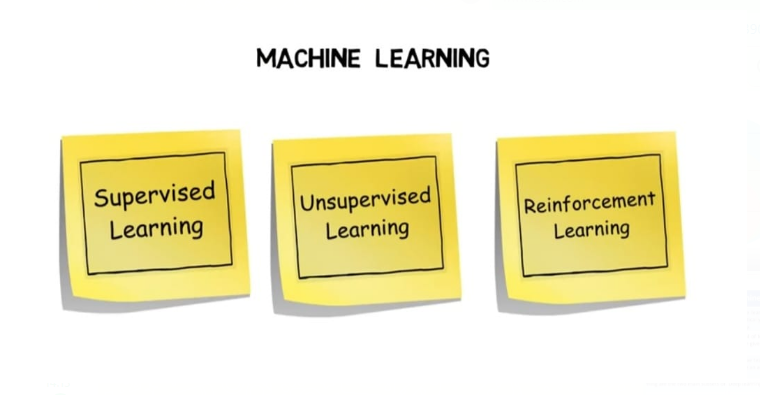 MACHINE LEARNING
Supervised
Learning
Unsupervised
Learning
Reinforcement
Learning